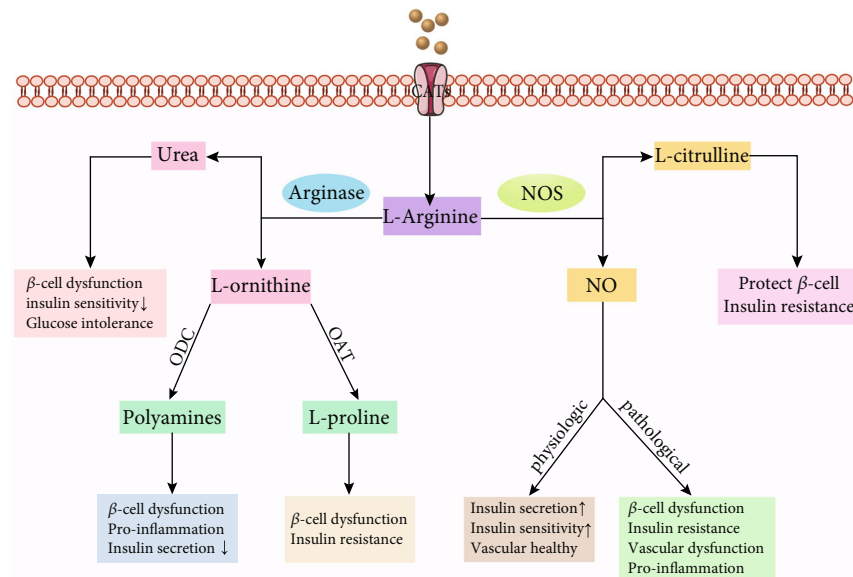 CATs
Urea
Arginase
L-Arginine
NOS
L-citrulline
β-cell dysfunction
insulin sensitivity↓
Glucose intolerance
L-ornithine
NO
Protect β-cell
Insulin resistance
ODC
OAT
Polyamines
L-proline
physiologic
pathological
β-cell dysfunction
Pro-inflammation
Insulin secretion ↓
β-cell dysfunction
Insulin resistance
Insulin secretion↑
Insulin sensitivity↑
Vascular healthy
β-cell dysfunction
Insulin resistance
Vascular dysfunction
Pro-inflammation